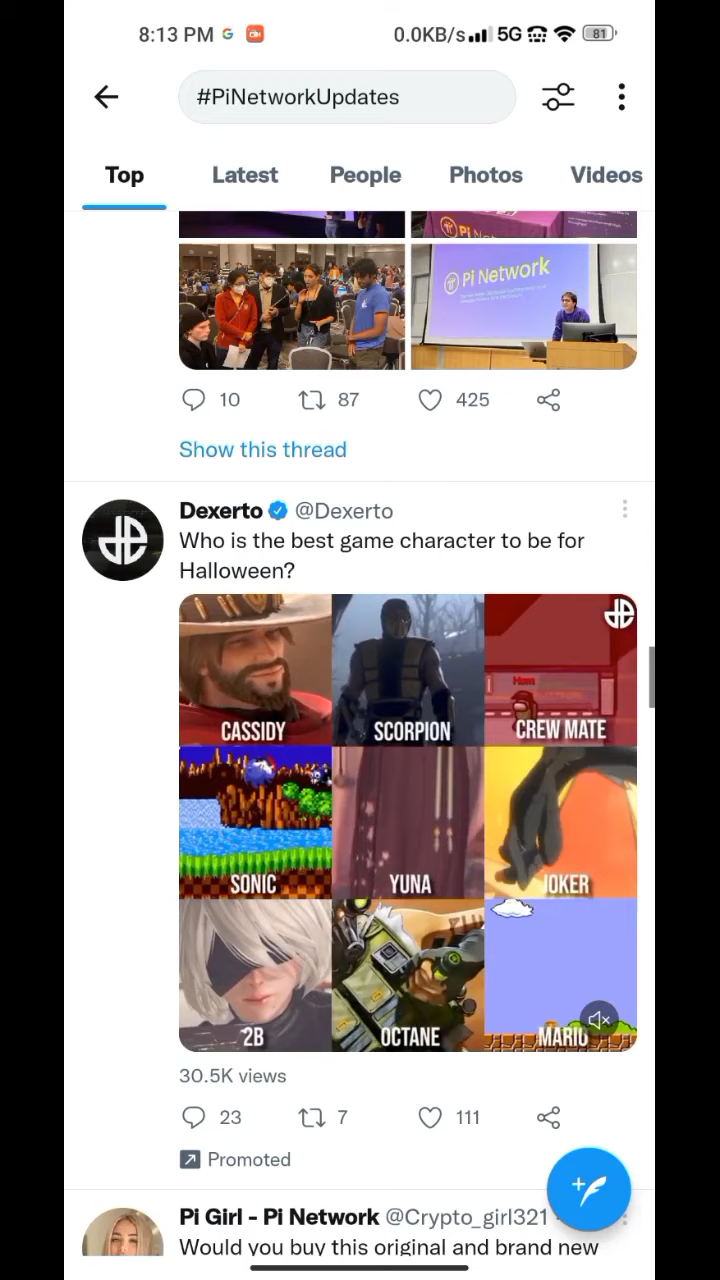 8:13 PM
0.0KB/s 5G 81
#PiNetworkUpdates
Top Latest People Photos Videos
Pi Network
10 87 425
Show this thread
Dexerto @Dexerto
Who is the best game character to be for
Halloween?
CASSIDY SCORPION CREW MATE
SONIC YUNA JOKER
2B OCTANE MARIO
30.5K views
23 7 111
Promoted
Pi Girl - Pi Network @Crypto_girl321
Would you buy this original and brand new